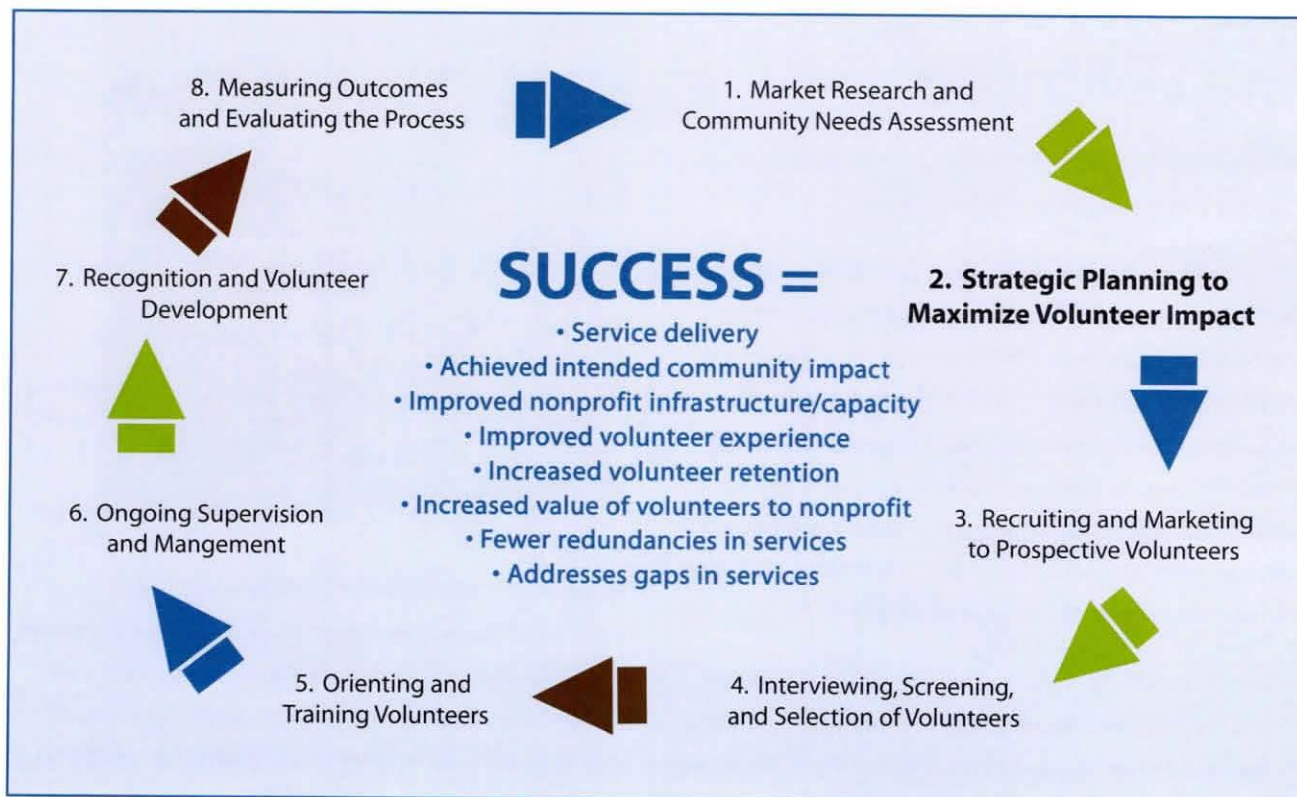 8. Measuring Outcomes
and Evaluating the Process
1. Market Research and
Community Needs Assessment
7. Recognition and Volunteer
Development
SUCCESS =
• Service delivery
• Achieved intended community impact
• Improved nonprofit infrastructure/capacity
• Improved volunteer experience
• Increased volunteer retention
• Increased value of volunteers to nonprofit
• Fewer redundancies in services
• Addresses gaps in services
2. Strategic Planning to
Maximize Volunteer Impact
6. Ongoing Supervision
and Mangement
3. Recruiting and Marketing
to Prospective Volunteers
5. Orienting and
Training Volunteers
4. Interviewing, Screening,
and Selection of Volunteers